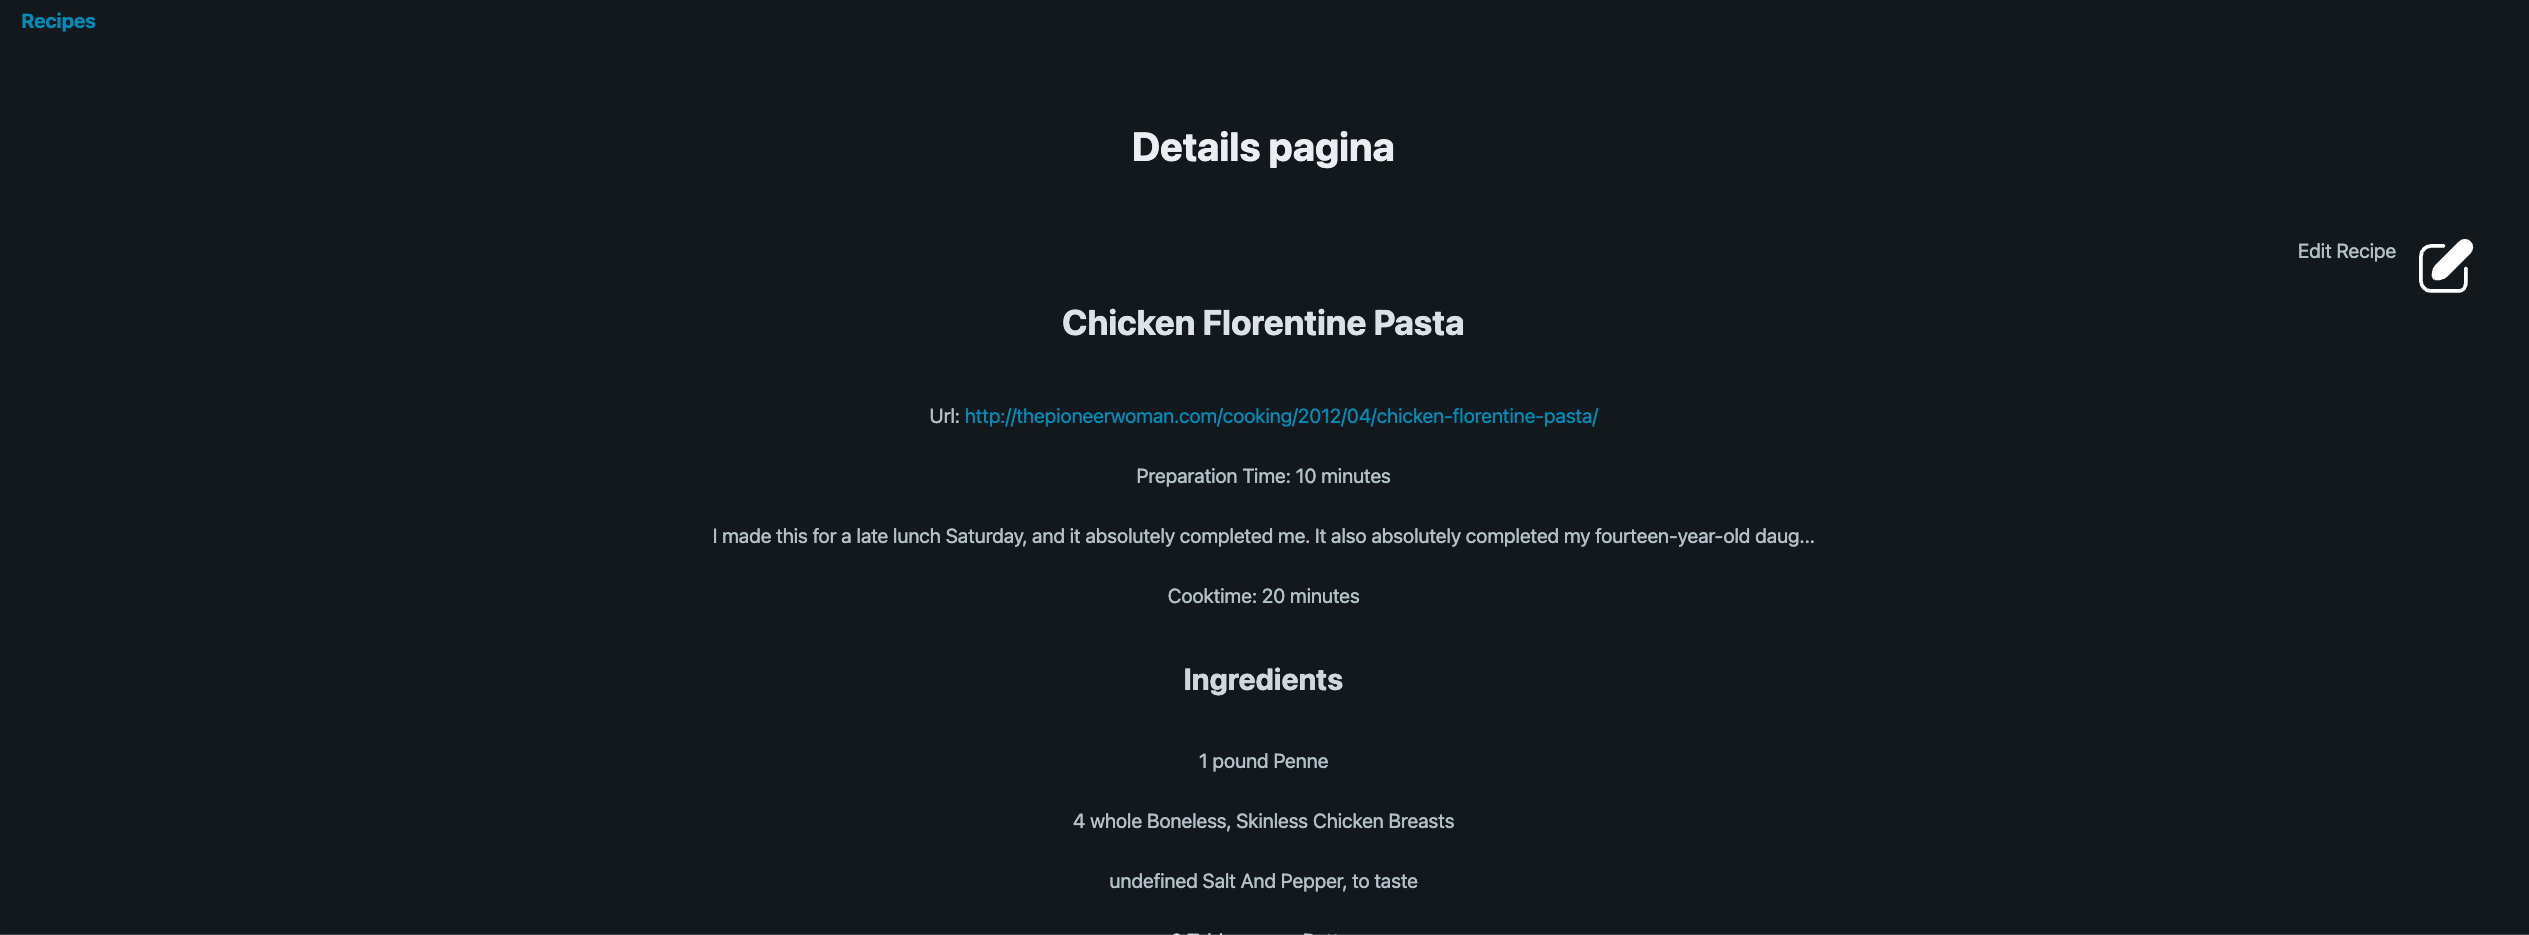 Recipes
Details pagina
Edit Recipe
Chicken Florentine Pasta
Url: http://thepioneerwoman.com/cooking/2012/04/chicken-florentine-pasta/
Preparation Time: 10 minutes
I made this for a late lunch Saturday, and it absolutely completed me. It also absolutely completed my fourteen-year-old daug...
Cooktime: 20 minutes
Ingredients
1 pound Penne
4 whole Boneless, Skinless Chicken Breasts
undefined Salt And Pepper, to taste